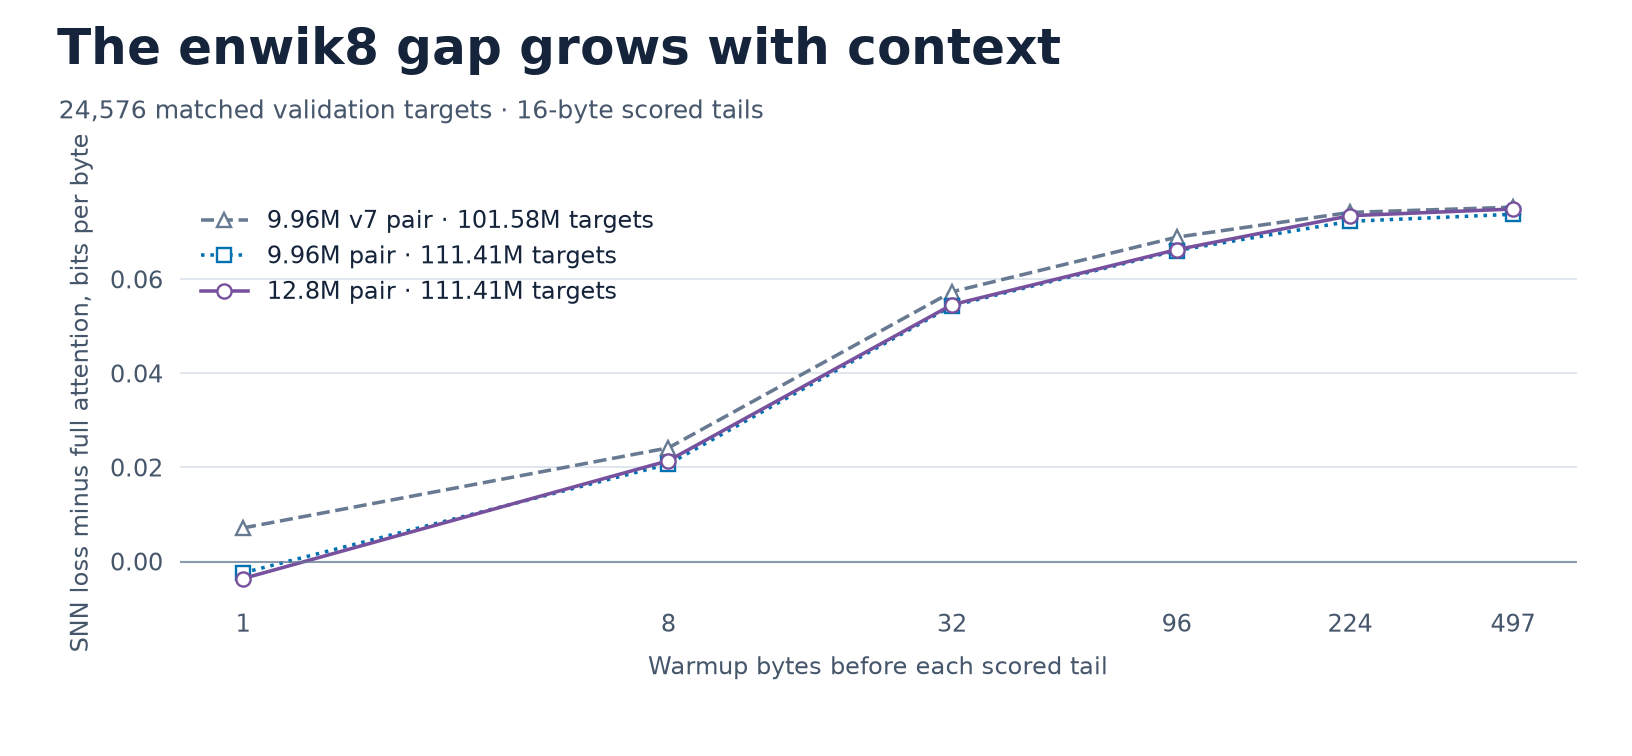 The enwik8 gap grows with context
24,576 matched validation targets · 16-byte scored tails
SNN loss minus full attention, bits per byte
9.96M v7 pair · 101.58M targets
9.96M pair · 111.41M targets
12.8M pair · 111.41M targets
0.06
0.04
0.02
0.00
1 8 32 96 224 497
Warmup bytes before each scored tail